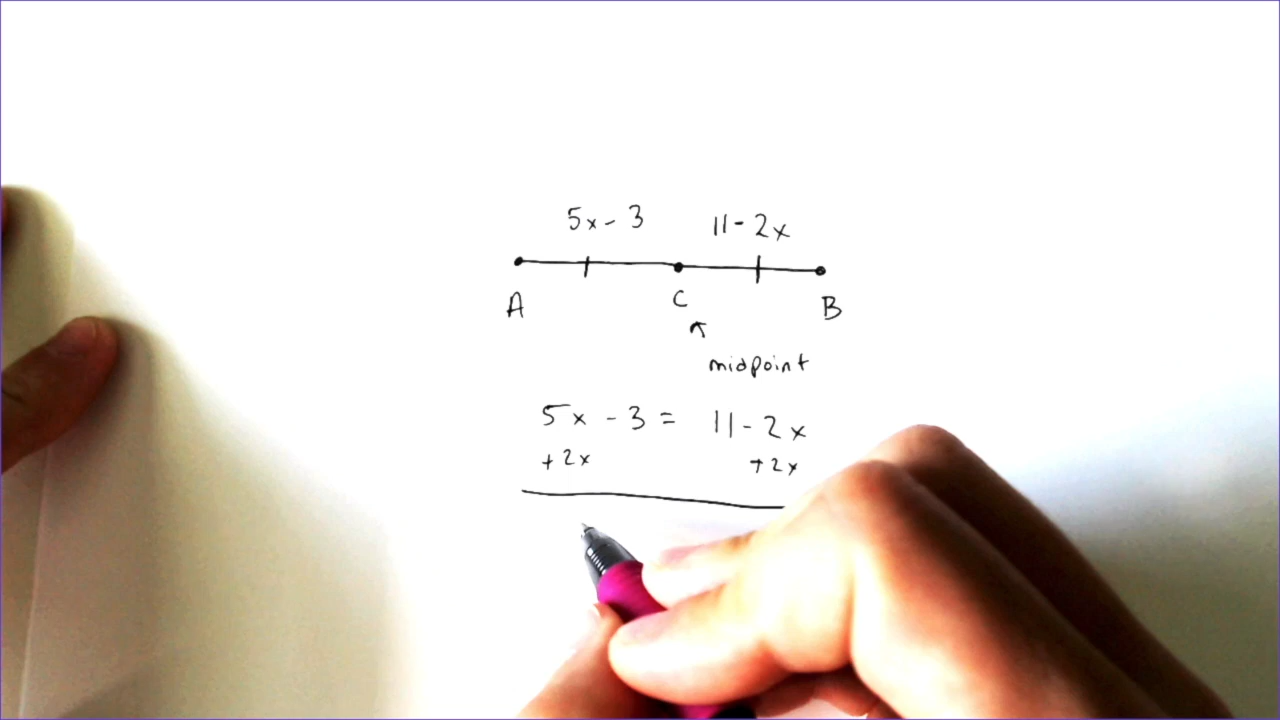 5x - 3 11 - 2x
A C B
midpoint
5x - 3 = 11 - 2x
+ 2x + 2x